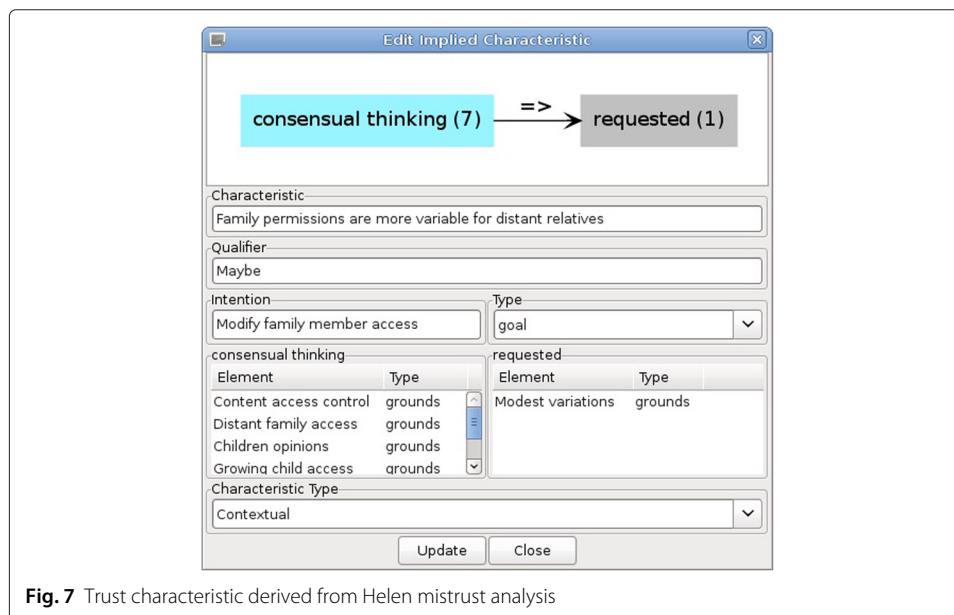 Edit Implied Characteristic
consensual thinking (7)
=>
requested (1)
Characteristic
Family permissions are more variable for distant relatives
Qualifier
Maybe
Intention
Modify family member access
Type
goal
consensual thinking
Element Type
Content access control grounds
Distant family access grounds
Children opinions grounds
Growing child access grounds
requested
Element Type
Modest variations grounds
Characteristic Type
Contextual
Update Close
Fig. 7 Trust characteristic derived from Helen mistrust analysis